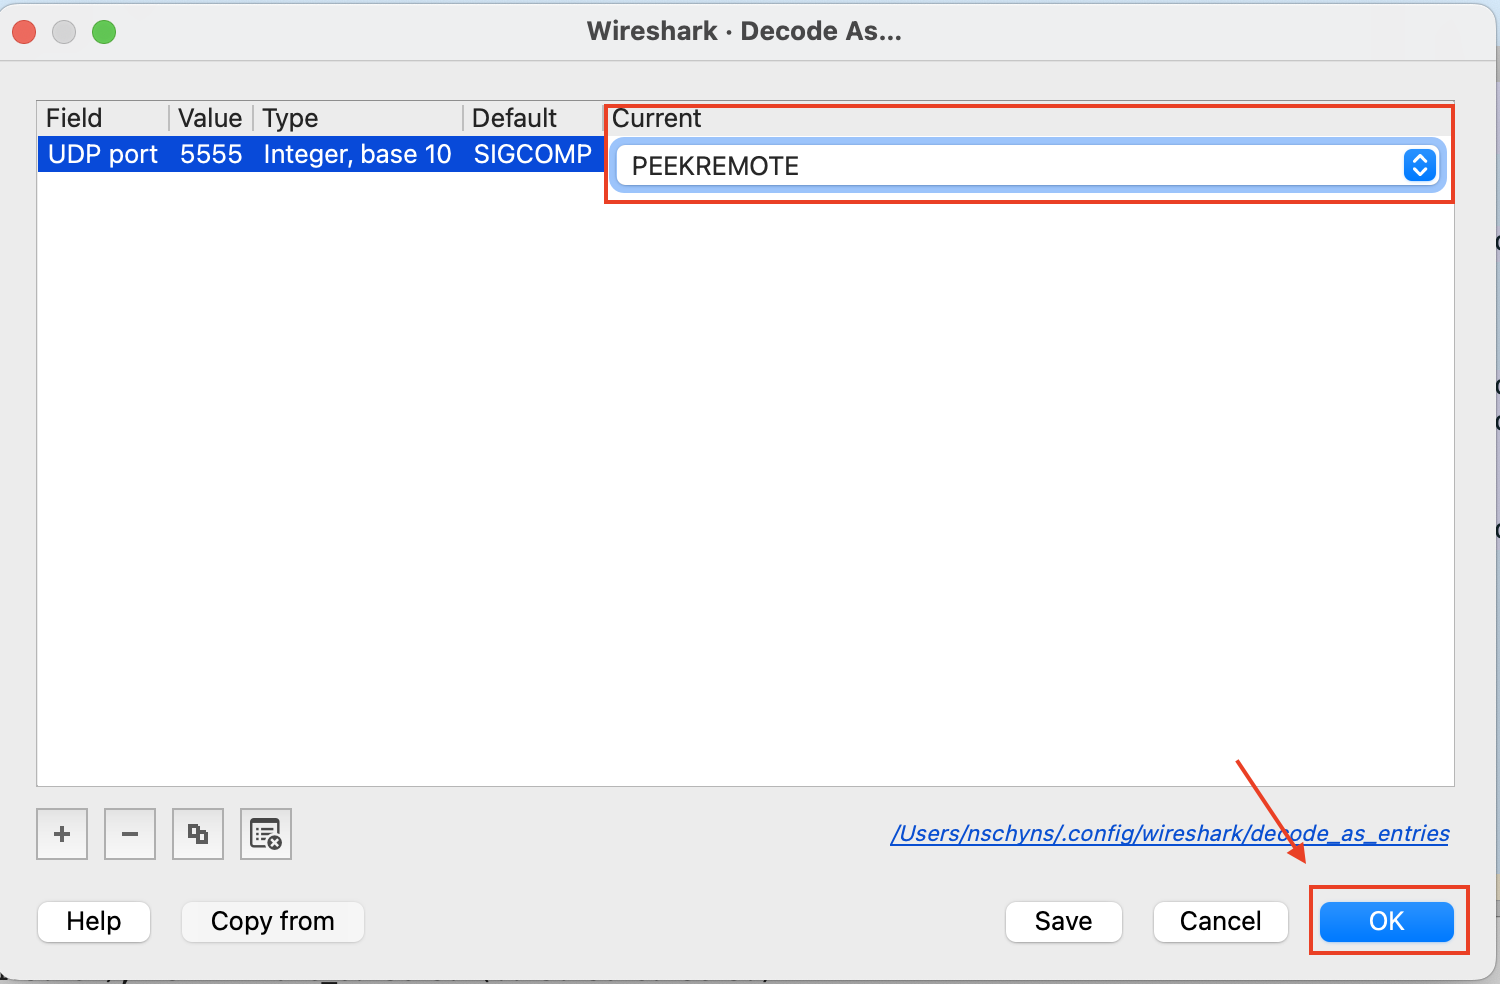 Wireshark · Decode As...
Field Value Type Default Current
UDP port 5555 Integer, base 10 SIGCOMP PEEKREMOTE
/Users/nschyns/.config/wireshark/decode_as_entries
Help Copy from Save Cancel OK